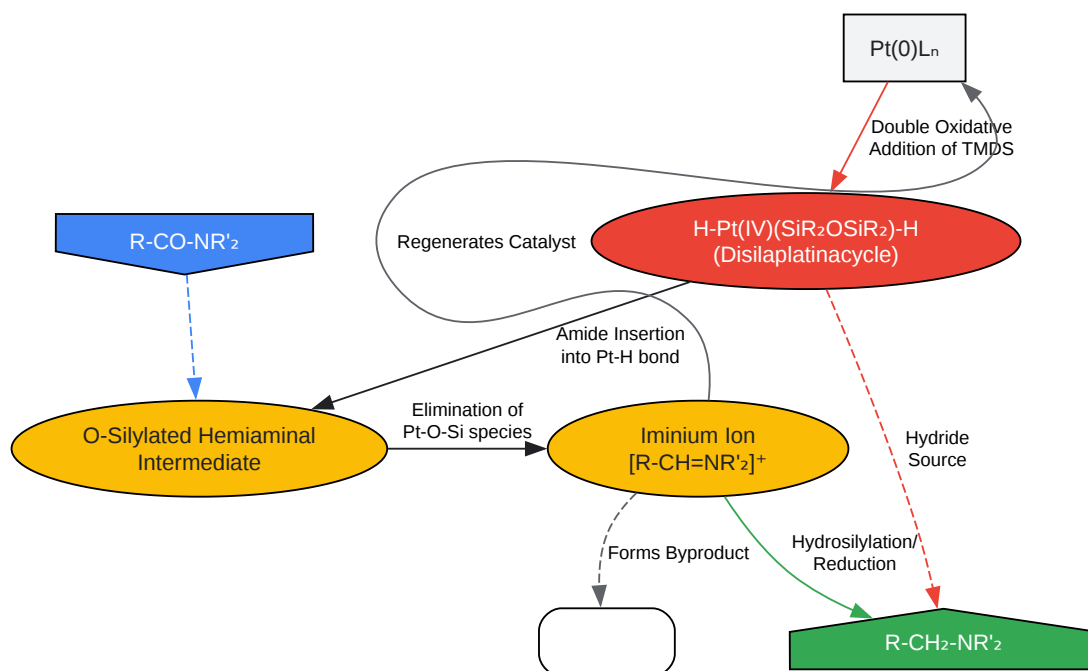 Pt(0)Lₙ
Double Oxidative
Addition of TMDS
R-CO-NR'₂
Regenerates Catalyst
H-Pt(IV)(SiR₂OSiR₂)-H
(Disilaplatinacycle)
Amide Insertion
into Pt-H bond
O-Silylated Hemiaminal
Intermediate
Elimination of
Pt-O-Si species
Iminium Ion
[R-CH=NR'₂]⁺
Hydride
Source
Forms Byproduct
Hydrosilylation/
Reduction
R-CH₂-NR'₂